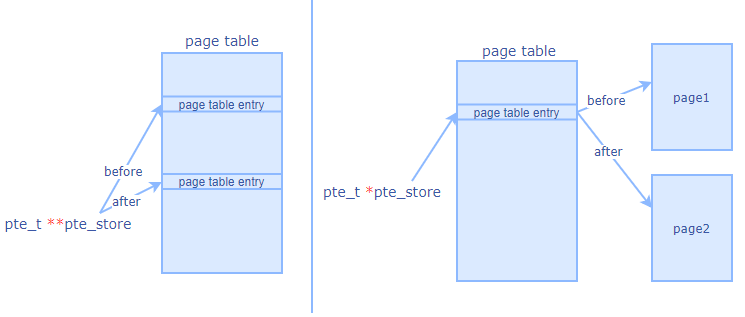 page table
page table entry
before
page table entry
after
pte_t **pte_store
page table
page1
before
page table entry
after
pte_t *pte_store
page2